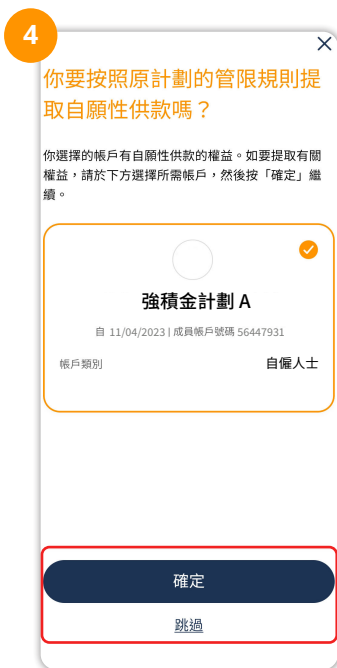 4
你要按照原計劃的管限規則提
取自願性供款嗎？
你選擇的帳戶有自願性供款的權益。如要提取有關
權益，請於下方選擇所需帳戶，然後按「確定」繼
續。
強積金計劃 A
自 11/04/2023 | 成員帳戶號碼 56447931
帳戶類別 自僱人士
確定
跳過